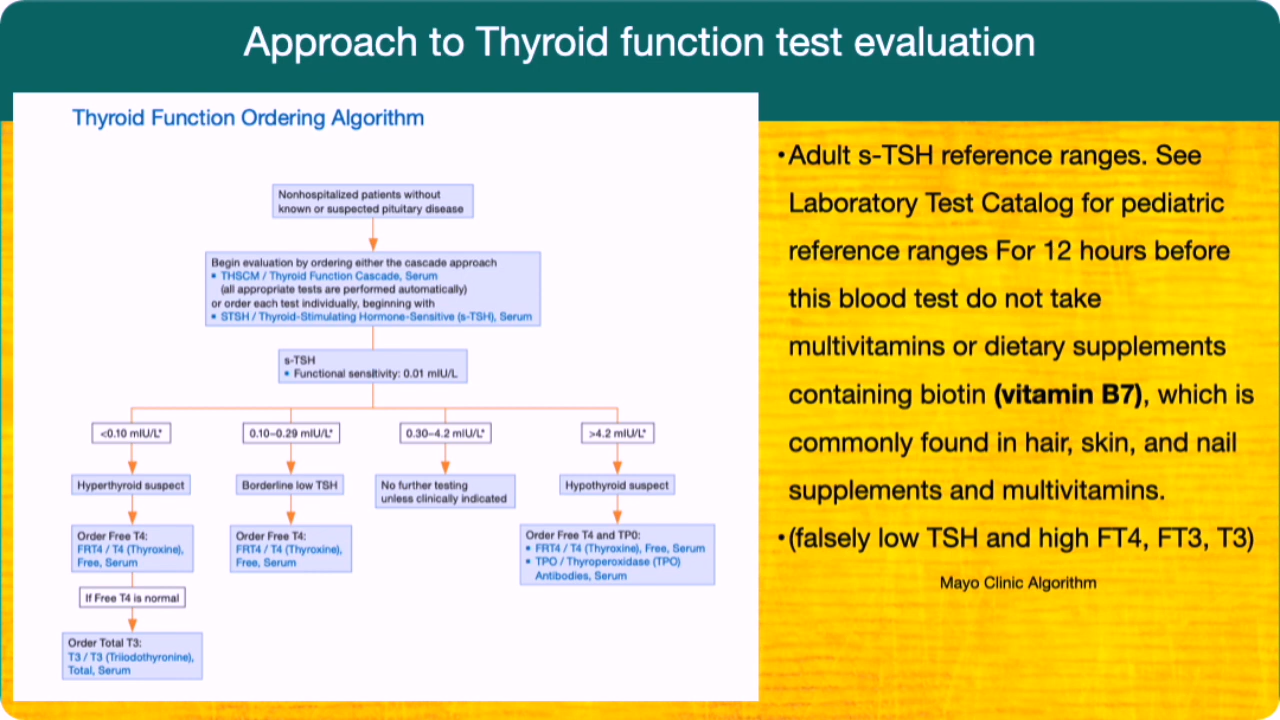 Approach to Thyroid function test evaluation
Thyroid Function Ordering Algorithm
Nonhospitalized patients without
known or suspected pituitary disease
Begin evaluation by ordering either the cascade approach
• THSCM / Thyroid Function Cascade, Serum
(all appropriate tests are performed automatically)
or order each test individually, beginning with
• STSH / Thyroid-Stimulating Hormone-Sensitive (s-TSH), Serum
s-TSH
• Functional sensitivity: 0.01 mIU/L
<0.10 mIU/L*
0.10–0.29 mIU/L*
0.30–4.2 mIU/L*
>4.2 mIU/L*
Hyperthyroid suspect
Borderline low TSH
No further testing
unless clinically indicated
Hypothyroid suspect
Order Free T4:
FRT4 / T4 (Thyroxine),
Free, Serum
Order Free T4:
FRT4 / T4 (Thyroxine),
Free, Serum
Order Free T4 and TP0:
• FRT4 / T4 (Thyroxine), Free, Serum
• TPO / Thyroperoxidase (TPO)
Antibodies, Serum
If Free T4 is normal
Order Total T3:
T3 / T3 (Triiodothyronine),
Total, Serum
•Adult s-TSH reference ranges. See
Laboratory Test Catalog for pediatric
reference ranges For 12 hours before
this blood test do not take
multivitamins or dietary supplements
containing biotin (vitamin B7), which is
commonly found in hair, skin, and nail
supplements and multivitamins.
•(falsely low TSH and high FT4, FT3, T3)
Mayo Clinic Algorithm